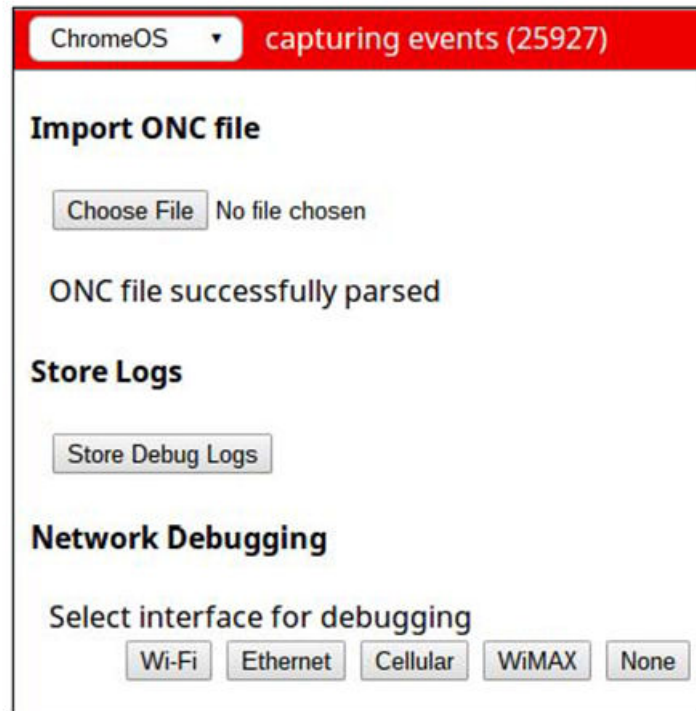 ChromeOS ▼ capturing events (25927)
Import ONC file
Choose File No file chosen
ONC file successfully parsed
Store Logs
Store Debug Logs
Network Debugging
Select interface for debugging
Wi-Fi Ethernet Cellular WiMAX None